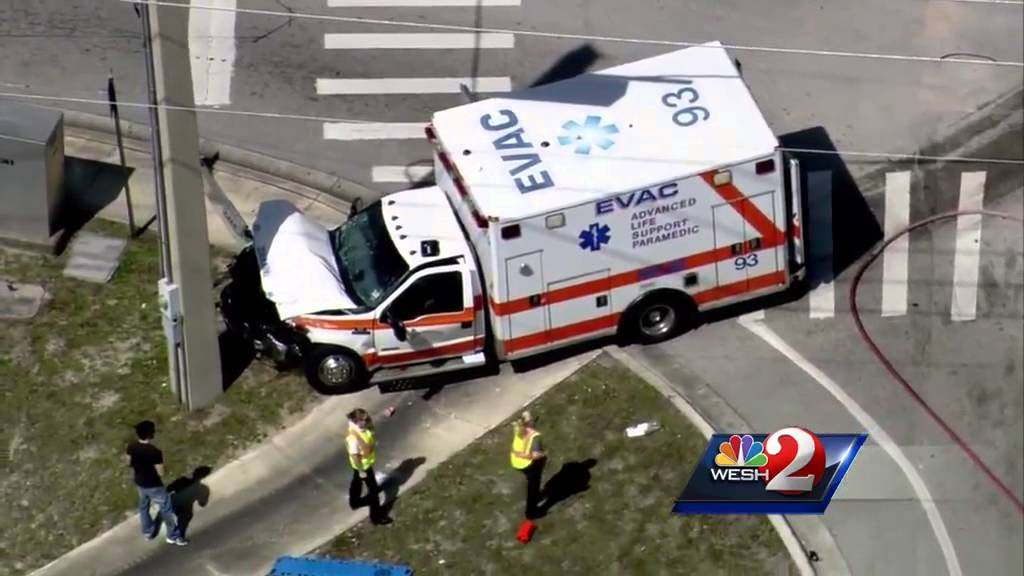 EVAC
93
EVAC
ADVANCED
LIFE
SUPPORT
PARAMEDIC
93
WESH 2